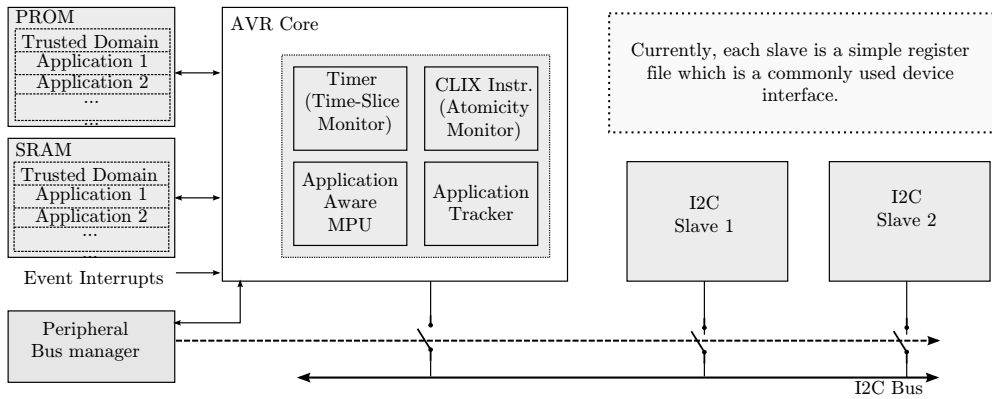 PROM
Trusted Domain
Application 1
Application 2
...
...
SRAM
Trusted Domain
Application 1
Application 2
...
...
Event Interrupts
Peripheral
Bus manager
AVR Core
Timer
(Time-Slice
Monitor)
CLIX Instr.
(Atomicity
Monitor)
Application
Aware
MPU
Application
Tracker
Currently, each slave is a simple register
file which is a commonly used device
interface.
I2C
Slave 1
I2C
Slave 2
I2C Bus